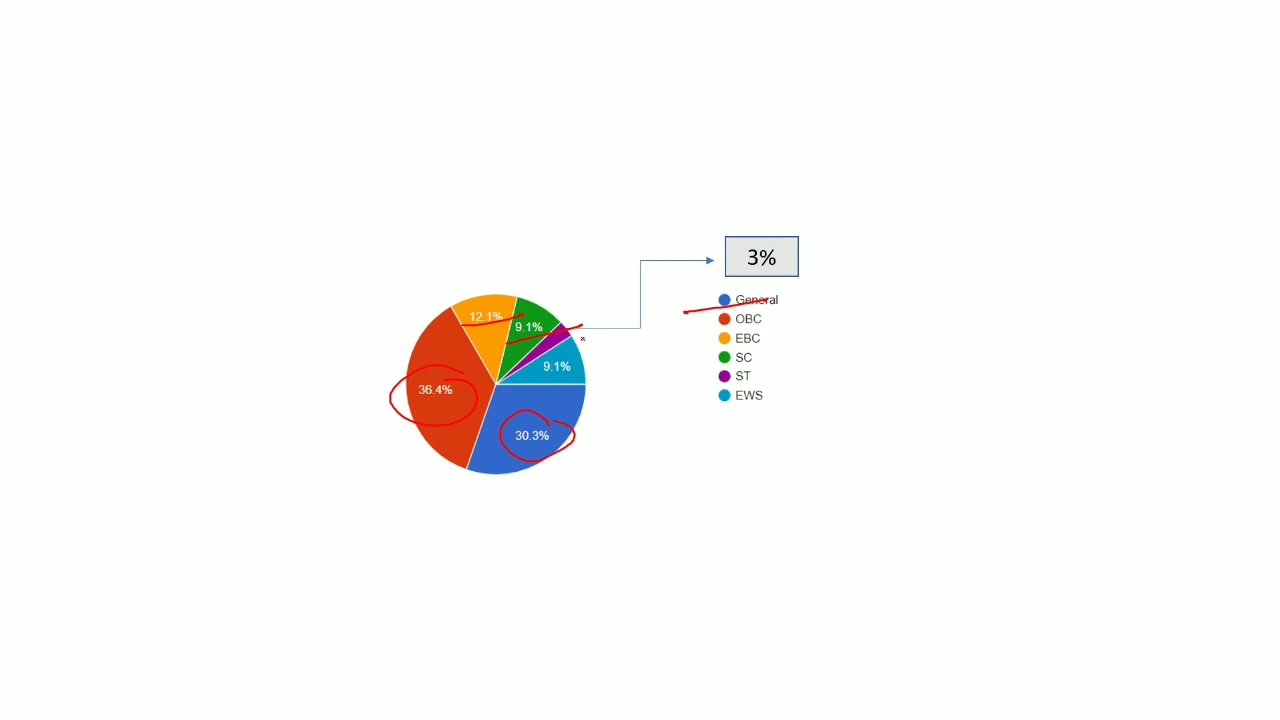 3%
General
OBC
EBC
SC
ST
EWS
12.1%
9.1%
9.1%
36.4%
30.3%